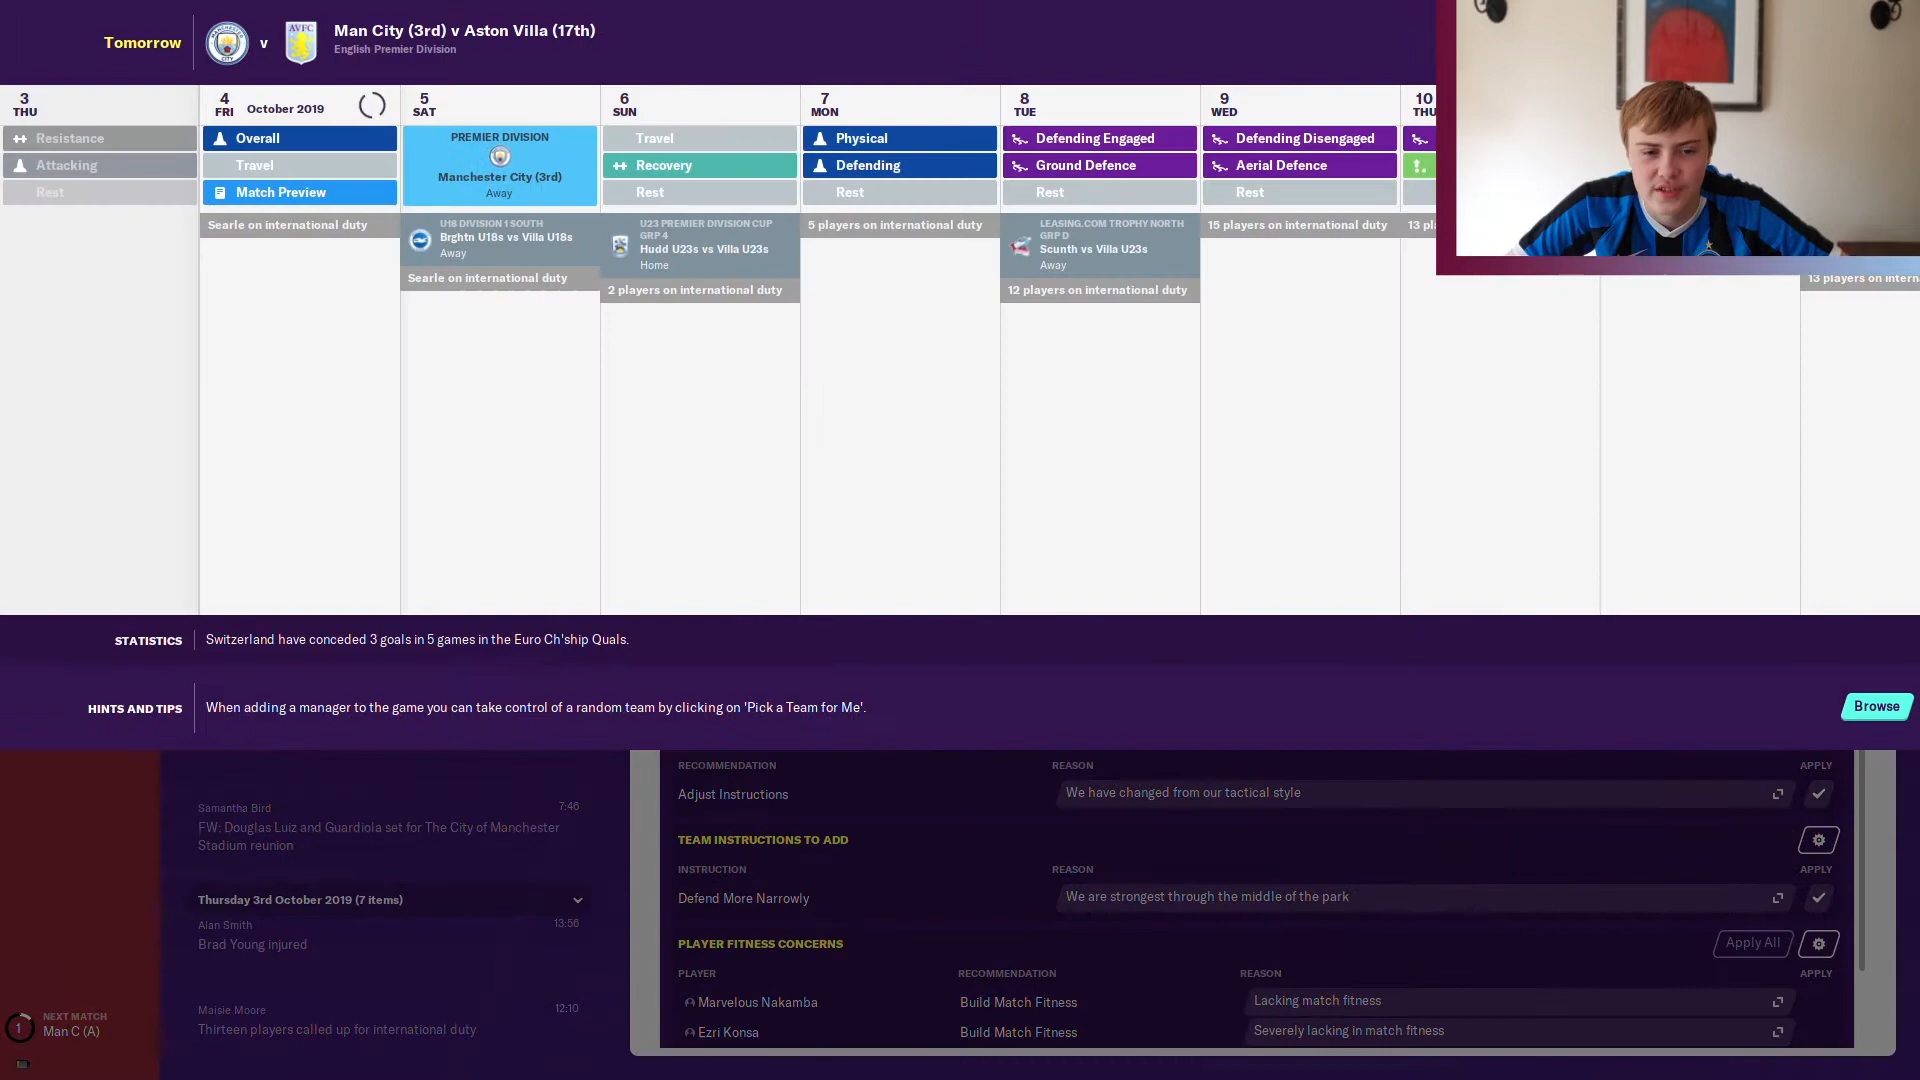 Tomorrow
v
Man City (3rd) v Aston Villa (17th)
English Premier Division
AVFC
3
THU
4
FRI
October 2019
5
SAT
6
SUN
7
MON
8
TUE
9
WED
10
THU
Resistance
Attacking
Rest
Overall
Travel
Match Preview
Searle on international duty
PREMIER DIVISION
Manchester City (3rd)
Away
U18 DIVISION 1 SOUTH
Brghtn U18s vs Villa U18s
Away
Searle on international duty
Travel
Recovery
Rest
U23 PREMIER DIVISION CUP
GRP 4
Hudd U23s vs Villa U23s
Home
2 players on international duty
Physical
Defending
Rest
5 players on international duty
Defending Engaged
Ground Defence
Rest
LEASING.COM TROPHY NORTH
GRP D
Scunth vs Villa U23s
Away
12 players on international duty
Defending Disengaged
Aerial Defence
Rest
15 players on international duty
13 pl
13 players on intern
STATISTICS
Switzerland have conceded 3 goals in 5 games in the Euro Ch'ship Quals.
HINTS AND TIPS
When adding a manager to the game you can take control of a random team by clicking on 'Pick a Team for Me'.
Browse
Samantha Bird
7:46
FW: Douglas Luiz and Guardiola set for The City of Manchester
Stadium reunion
Thursday 3rd October 2019 (7 items)
Alan Smith
13:56
Brad Young injured
Maisie Moore
12:10
Thirteen players called up for international duty
1
NEXT MATCH
Man C (A)
RECOMMENDATION
REASON
APPLY
Adjust Instructions
We have changed from our tactical style
TEAM INSTRUCTIONS TO ADD
INSTRUCTION
REASON
APPLY
Defend More Narrowly
We are strongest through the middle of the park
PLAYER FITNESS CONCERNS
Apply All
PLAYER
RECOMMENDATION
REASON
APPLY
Marvelous Nakamba
Build Match Fitness
Lacking match fitness
Ezri Konsa
Build Match Fitness
Severely lacking in match fitness